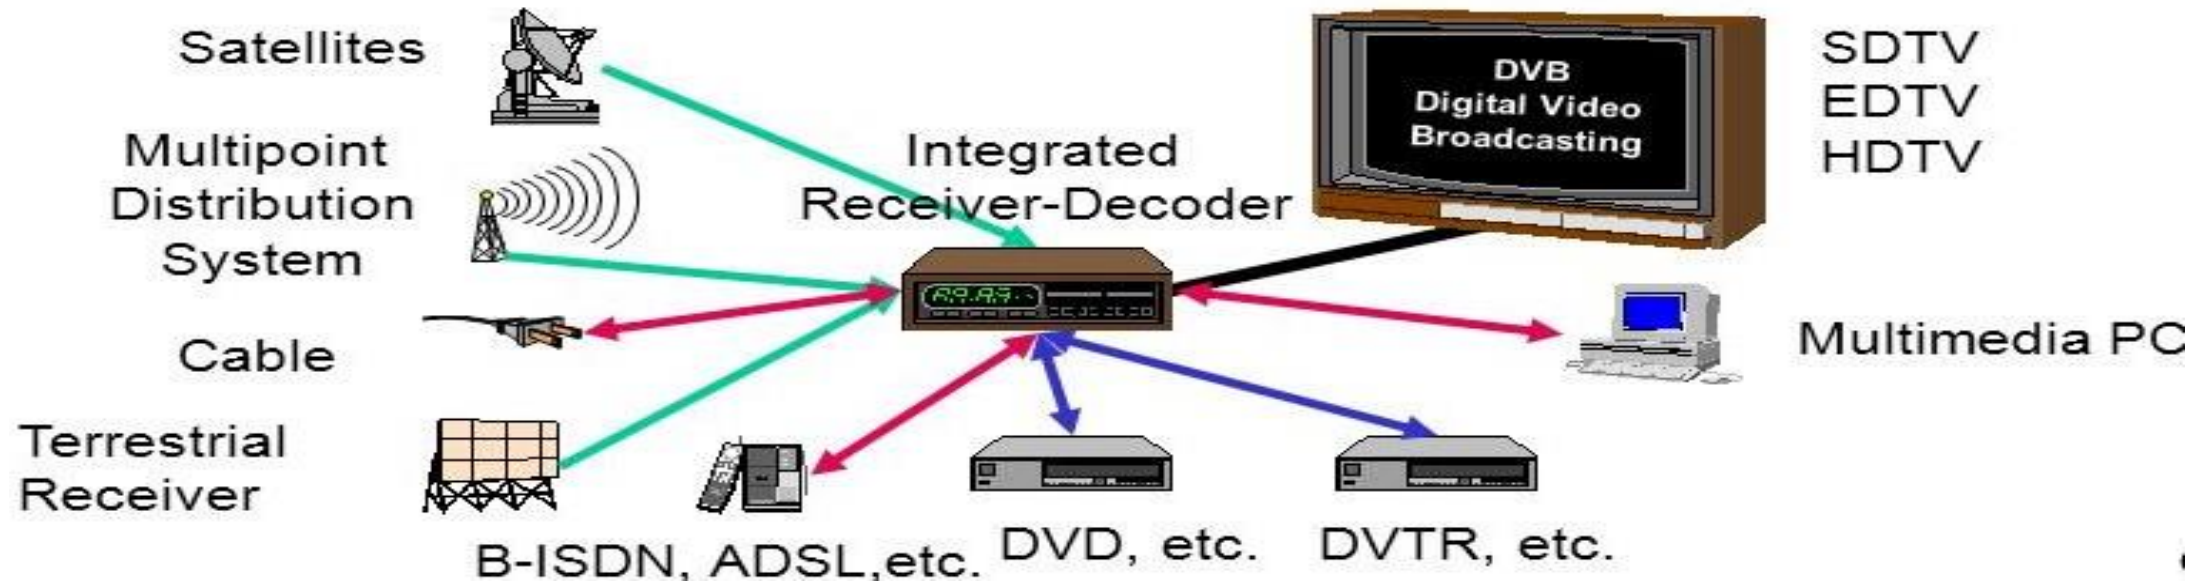 Satellites
Multipoint
Distribution
System
Cable
Terrestrial
Receiver
B-ISDN, ADSL,etc.
DVD, etc.
DVTR, etc.
Integrated
Receiver-Decoder
DVB
Digital Video
Broadcasting
SDTV
EDTV
HDTV
Multimedia PC